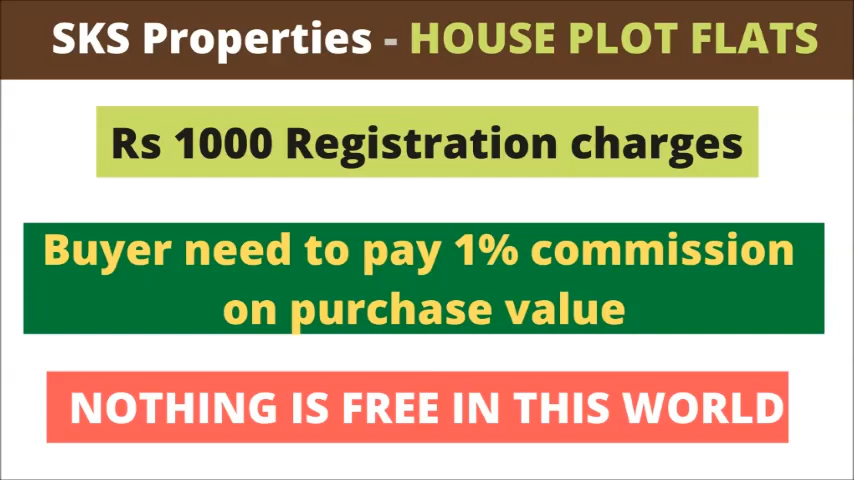 SKS Properties - HOUSE PLOT FLATS
Rs 1000 Registration charges
Buyer need to pay 1% commission
on purchase value
NOTHING IS FREE IN THIS WORLD